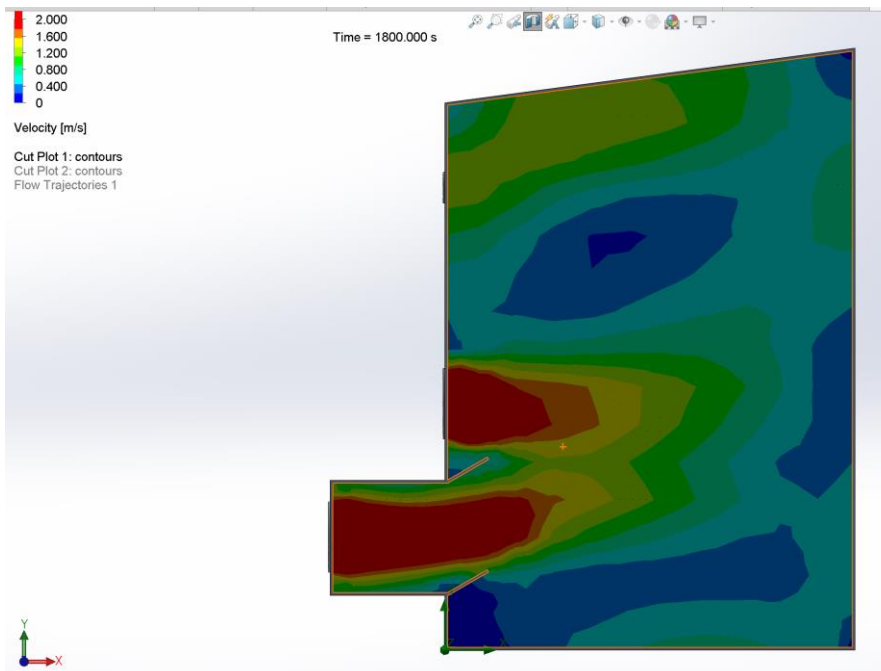 2.000
1.600
1.200
0.800
0.400
0
Time = 1800.000 s
Velocity [m/s]
Cut Plot 1: contours
Cut Plot 2: contours
Flow Trajectories 1
Y
X